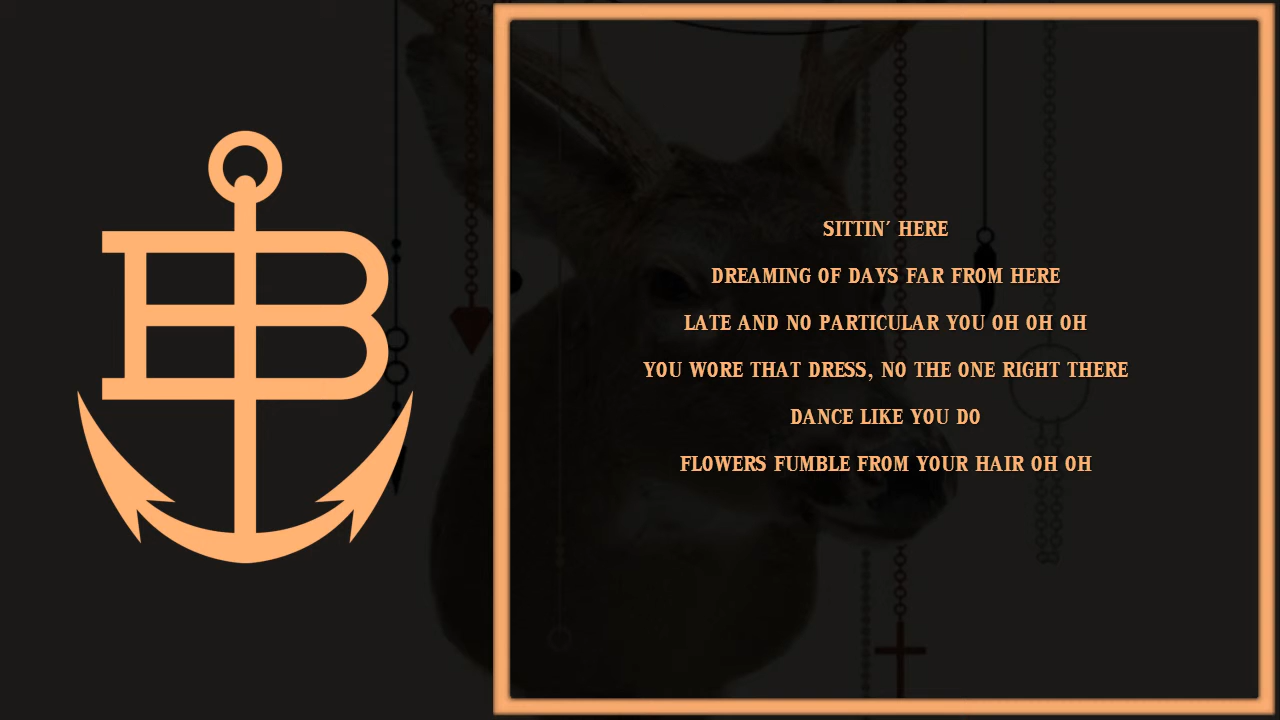 SITTIN' HERE
DREAMING OF DAYS FAR FROM HERE
LATE AND NO PARTICULAR YOU OH OH OH
YOU WORE THAT DRESS, NO THE ONE RIGHT THERE
DANCE LIKE YOU DO
FLOWERS FUMBLE FROM YOUR HAIR OH OH